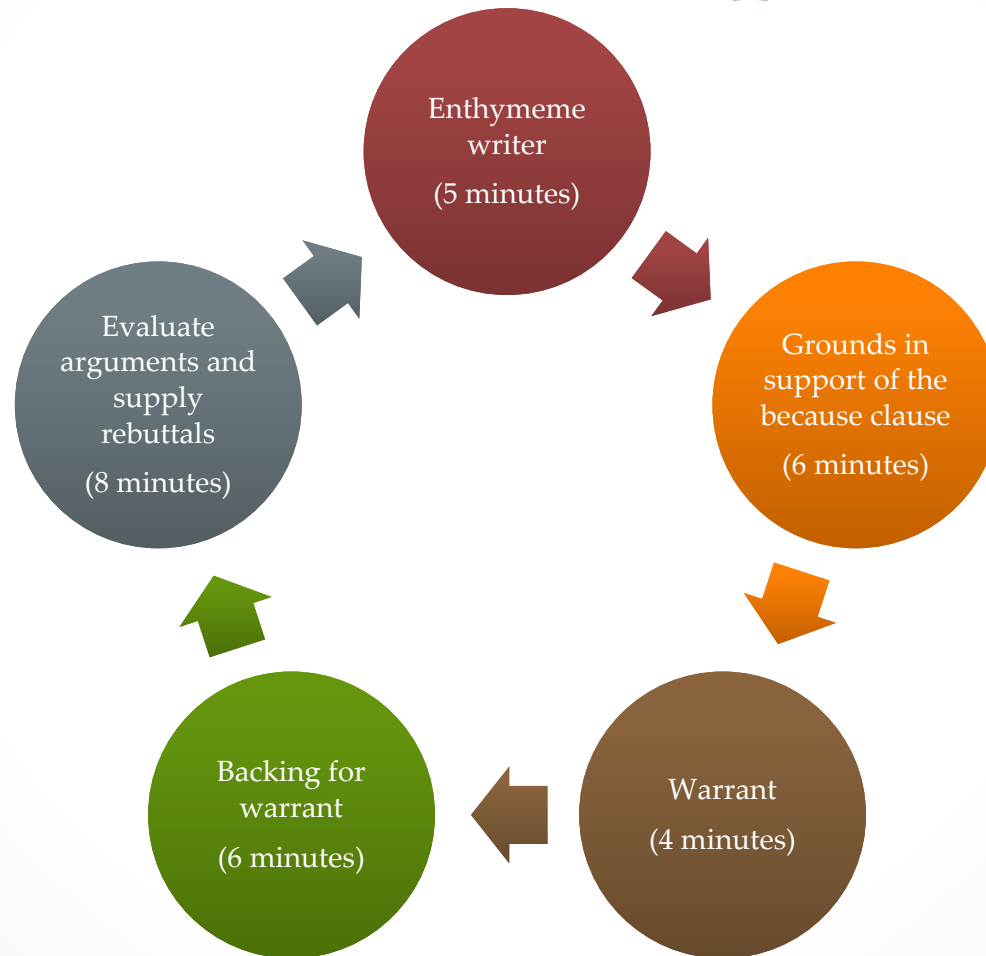 Enthymeme
writer
(5 minutes)
Grounds in
support of the
because clause
(6 minutes)
Warrant
(4 minutes)
Backing for
warrant
(6 minutes)
Evaluate
arguments and
supply
rebuttals
(8 minutes)